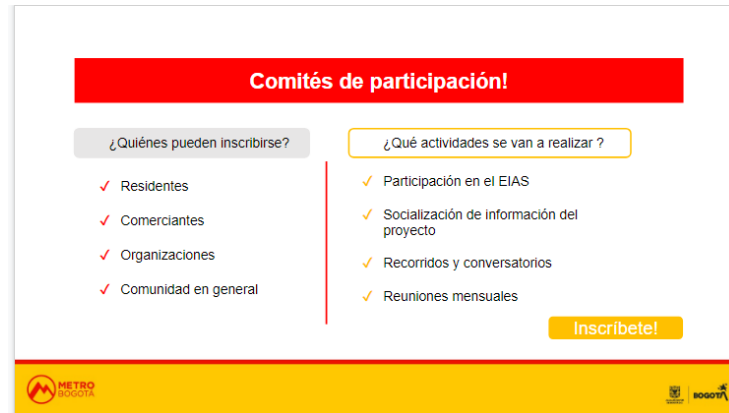 Comités de participación!
¿Quiénes pueden inscribirse?
Residentes
Comerciantes
Organizaciones
Comunidad en general
¿Qué actividades se van a realizar ?
Participación en el EIAS
Socialización de información del
proyecto
Recorridos y conversatorios
Reuniones mensuales
Inscríbete!
METRO
BOGOTÁ
BOGOTÁ